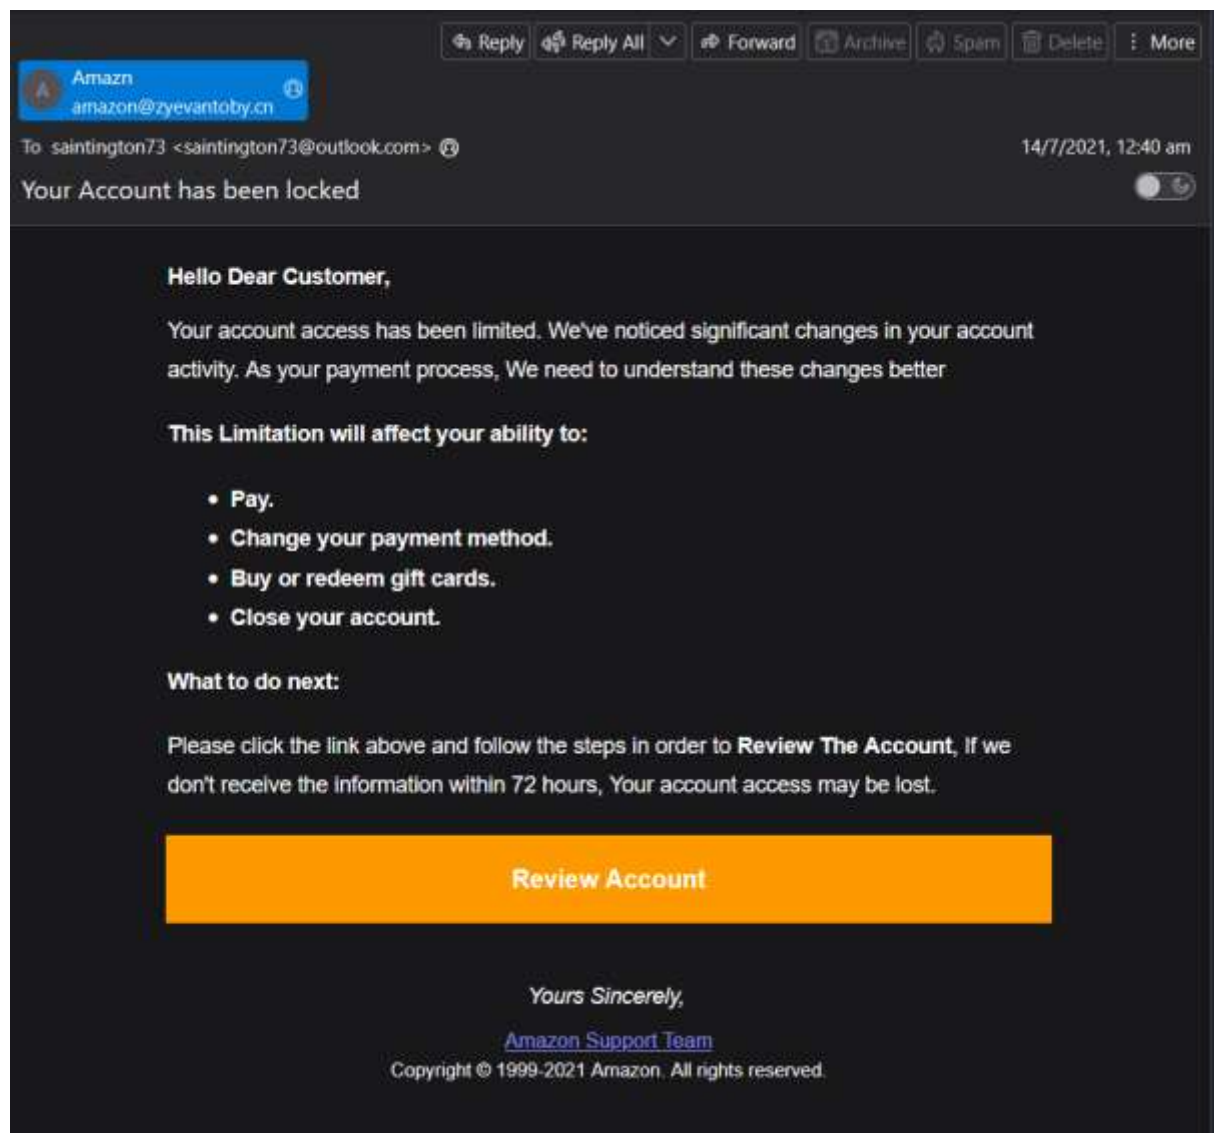 Reply Reply All Forward Archive Spam Delete More
Amazn
amazon@zyevantoby.cn
To saintington73 <saintington73@outlook.com> 14/7/2021, 12:40 am
Your Account has been locked
Hello Dear Customer,
Your account access has been limited. We've noticed significant changes in your account
activity. As your payment process, We need to understand these changes better
This Limitation will affect your ability to:
• Pay.
• Change your payment method.
• Buy or redeem gift cards.
• Close your account.
What to do next:
Please click the link above and follow the steps in order to Review The Account, If we
don't receive the information within 72 hours, Your account access may be lost.
Review Account
Yours Sincerely,
Amazon Support Team
Copyright © 1999-2021 Amazon. All rights reserved.